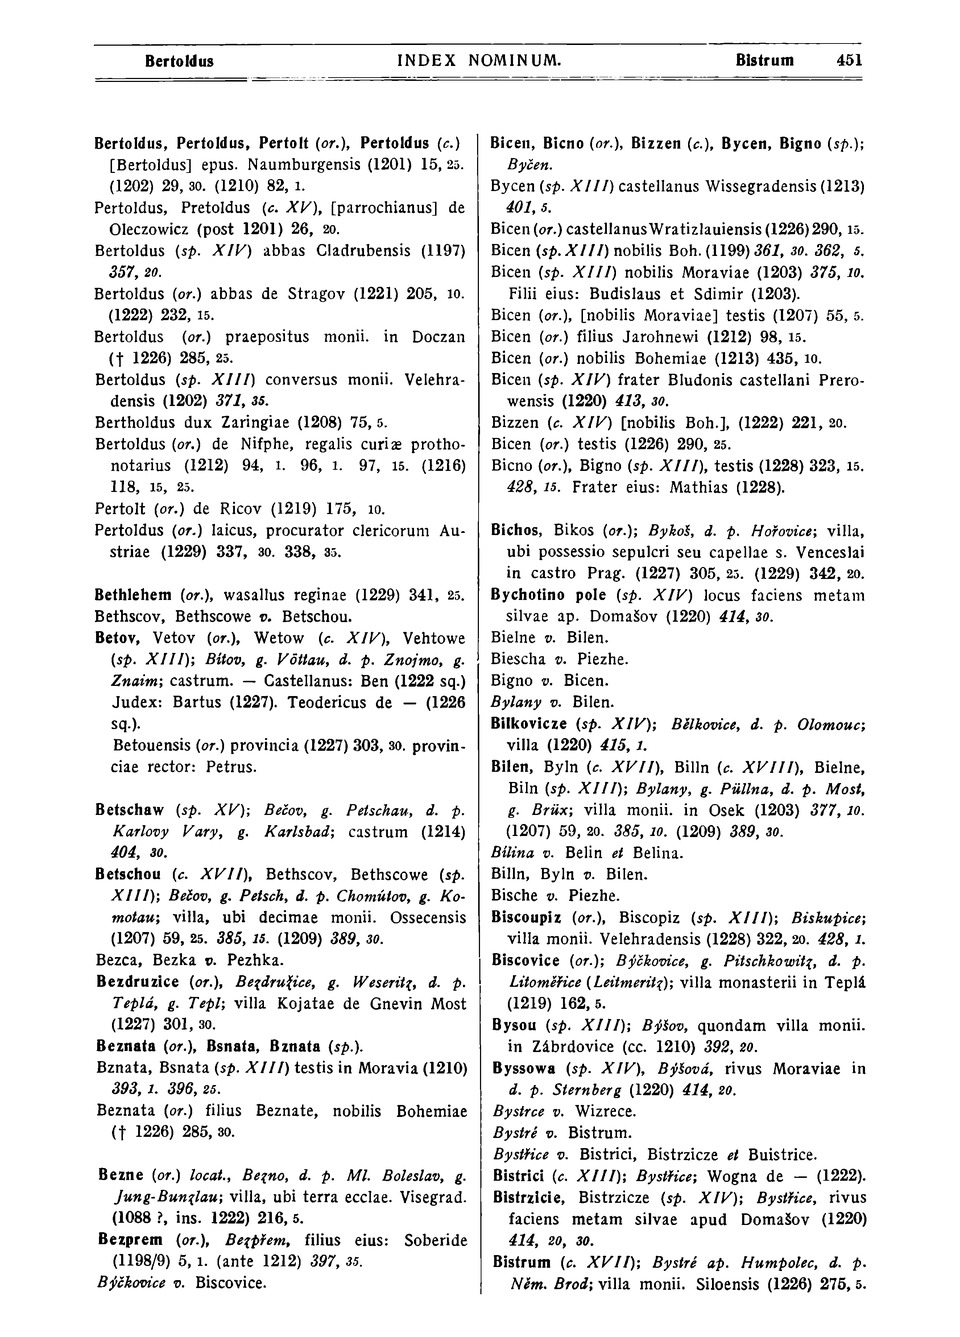 Bertoldus INDEX NOMINUM. Bistrum 451
Bertoldus, Pertoldus, Pertolt (or.), Pertoldus (c.)
[Bertoldus] epus. Naumburgensis (1201) 15, 25.
(1202) 29, 30. (1210) 82, 1.
Pertoldus, Pretoldus (c. XV), [parrochianus] de
Oleczowicz (post 1201) 26, 20.
Bertoldus (sp. XIV) abbas Cladrubensis (1197)
357, 20.
Bertoldus (or.) abbas de Stragov (1221) 205, 10.
(1222) 232, 15.
Bertoldus (or.) praepositus monii. in Doczan
(† 1226) 285, 25.
Bertoldus (sp. XIII) conversus monii. Velehra-
densis (1202) 371, 35.
Bertholdus dux Zaringiae (1208) 75, 5.
Bertoldus (or.) de Nifphe, regalis curiæ protho-
notarius (1212) 94, 1. 96, 1. 97, 15. (1216)
118, 15, 25.
Pertolt (or.) de Ricov (1219) 175, 10.
Pertoldus (or.) laicus, procurator clericorum Au-
striae (1229) 337, 30. 338, 35.
Bethlehem (or.), wasallus reginae (1229) 341, 25.
Bethscov, Bethscowe v. Betschou.
Betov, Vetov (or.), Wetow (c. XIV), Vehtowe
(sp. XIII); Bítov, g. Vöttau, d. p. Znojmo, g.
Znaim; castrum. — Castellanus: Ben (1222 sq.)
Judex: Bartus (1227). Teodericus de — (1226
sq.).
Betouensis (or.) provincia (1227) 303, 30. provin-
ciae rector: Petrus.
Betschaw (sp. XV); Bečov, g. Petschau, d. p.
Karlovy Vary, g. Karlsbad; castrum (1214)
404, 30.
Betschou (c. XVII), Bethscov, Bethscowe (sp.
XIII); Bečov, g. Petsch, d. p. Chomútov, g. Ko-
motau; villa, ubi decimae monii. Ossecensis
(1207) 59, 25. 385, 15. (1209) 389, 30.
Bezca, Bezka v. Pezhka.
Bezdruzice (or.), Bezdružice, g. Weseritz, d. p.
Teplá, g. Tepl; villa Kojatae de Gnevin Most
(1227) 301, 30.
Beznata (or.), Bsnata, Bznata (sp.).
Bznata, Bsnata (sp. XIII) testis in Moravia (1210)
393, 1. 396, 25.
Beznata (or.) filius Beznate, nobilis Bohemiae
(† 1226) 285, 30.
Bezne (or.) locat., Bezno, d. p. Ml. Boleslav, g.
Jung-Bunzlau; villa, ubi terra ecclae. Visegrad.
(1088 ?, ins. 1222) 216, 5.
Bezprem (or.), Bezpřem, filius eius: Soberide
(1198/9) 5, 1. (ante 1212) 397, 35.
Býčkovice v. Biscovice.
Bicen, Bicno (or.), Bizzen (c.), Bycen, Bigno (sp.);
Byčen.
Bycen (sp. XIII) castellanus Wissegradensis (1213)
401, 5.
Bicen (or.) castellanus Wratizlauiensis (1226) 290, 15.
Bicen (sp. XIII) nobilis Boh. (1199) 361, 30. 362, 5.
Bicen (sp. XIII) nobilis Moraviae (1203) 375, 10.
Filii eius: Budislaus et Sdimir (1203).
Bicen (or.), [nobilis Moraviae] testis (1207) 55, 5.
Bicen (or.) filius Jarohnewi (1212) 98, 15.
Bicen (or.) nobilis Bohemiae (1213) 435, 10.
Bicen (sp. XIV) frater Bludonis castellani Prero-
wensis (1220) 413, 30.
Bizzen (c. XIV) [nobilis Boh.], (1222) 221, 20.
Bicen (or.) testis (1226) 290, 25.
Bicno (or.), Bigno (sp. XIII), testis (1228) 323, 15.
428, 15. Frater eius: Mathias (1228).
Bichos, Bikos (or.); Bykoš, d. p. Hořovice; villa,
ubi possessio sepulcri seu capellae s. Venceslai
in castro Prag. (1227) 305, 25. (1229) 342, 20.
Bychotino pole (sp. XIV) locus faciens metam
silvae ap. Domašov (1220) 414, 30.
Bielne v. Bilen.
Biescha v. Piezhe.
Bigno v. Bicen.
Bylany v. Bilen.
Bilkovicze (sp. XIV); Bělkovice, d. p. Olomouc;
villa (1220) 415, 1.
Bilen, Byln (c. XVII), Billn (c. XVIII), Bielne,
Biln (sp. XIII); Bylany, g. Püllna, d. p. Most,
g. Brüx; villa monii. in Osek (1203) 377, 10.
(1207) 59, 20. 385, 10. (1209) 389, 30.
Bílina v. Belin et Belina.
Billn, Byln v. Bilen.
Bische v. Piezhe.
Biscoupiz (or.), Biscopiz (sp. XIII); Biskupice;
villa monii. Velehradensis (1228) 322, 20. 428, 1.
Biscovice (or.); Býčkovice, g. Pitschkowitz, d. p.
Litoměřice (Leitmeritz); villa monasterii in Teplá
(1219) 162, 5.
Bysou (sp. XIII); Býšov, quondam villa monii.
in Zábrdovice (cc. 1210) 392, 20.
Byssowa (sp. XIV), Býšová, rivus Moraviae in
d. p. Sternberg (1220) 414, 20.
Bystrce v. Wizrece.
Bystré v. Bistrum.
Bystřice v. Bistrici, Bistrzicze et Buistrice.
Bistrici (c. XIII); Bystřice; Wogna de — (1222).
Bistrzicie, Bistrzicze (sp. XIV); Bystřice, rivus
faciens metam silvae apud Domašov (1220)
414, 20, 30.
Bistrum (c. XVII); Bystré ap. Humpolec, d. p.
Něm. Brod; villa monii. Siloensis (1226) 275, 5.